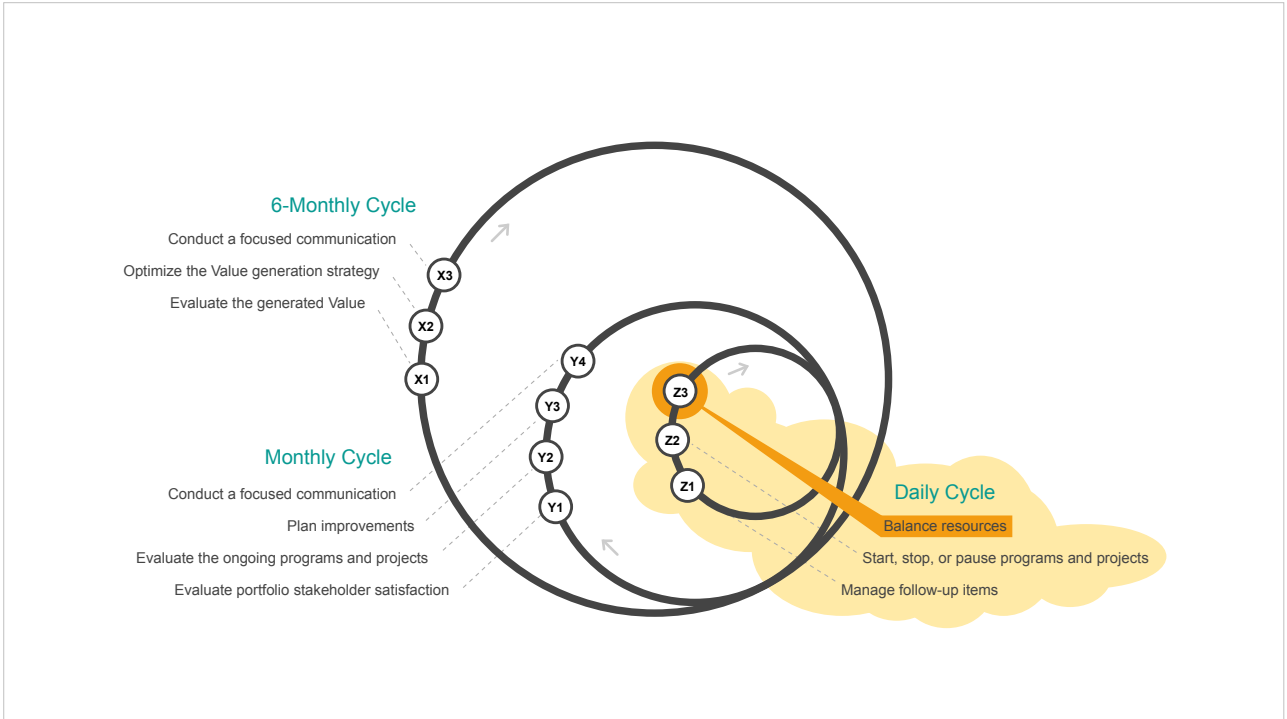 6-Monthly Cycle
Conduct a focused communication
Optimize the Value generation strategy
Evaluate the generated Value
X3
X2
X1
Monthly Cycle
Conduct a focused communication
Plan improvements
Evaluate the ongoing programs and projects
Evaluate portfolio stakeholder satisfaction
Y4
Y3
Y2
Y1
Z3
Z2
Z1
Daily Cycle
Balance resources
Start, stop, or pause programs and projects
Manage follow-up items